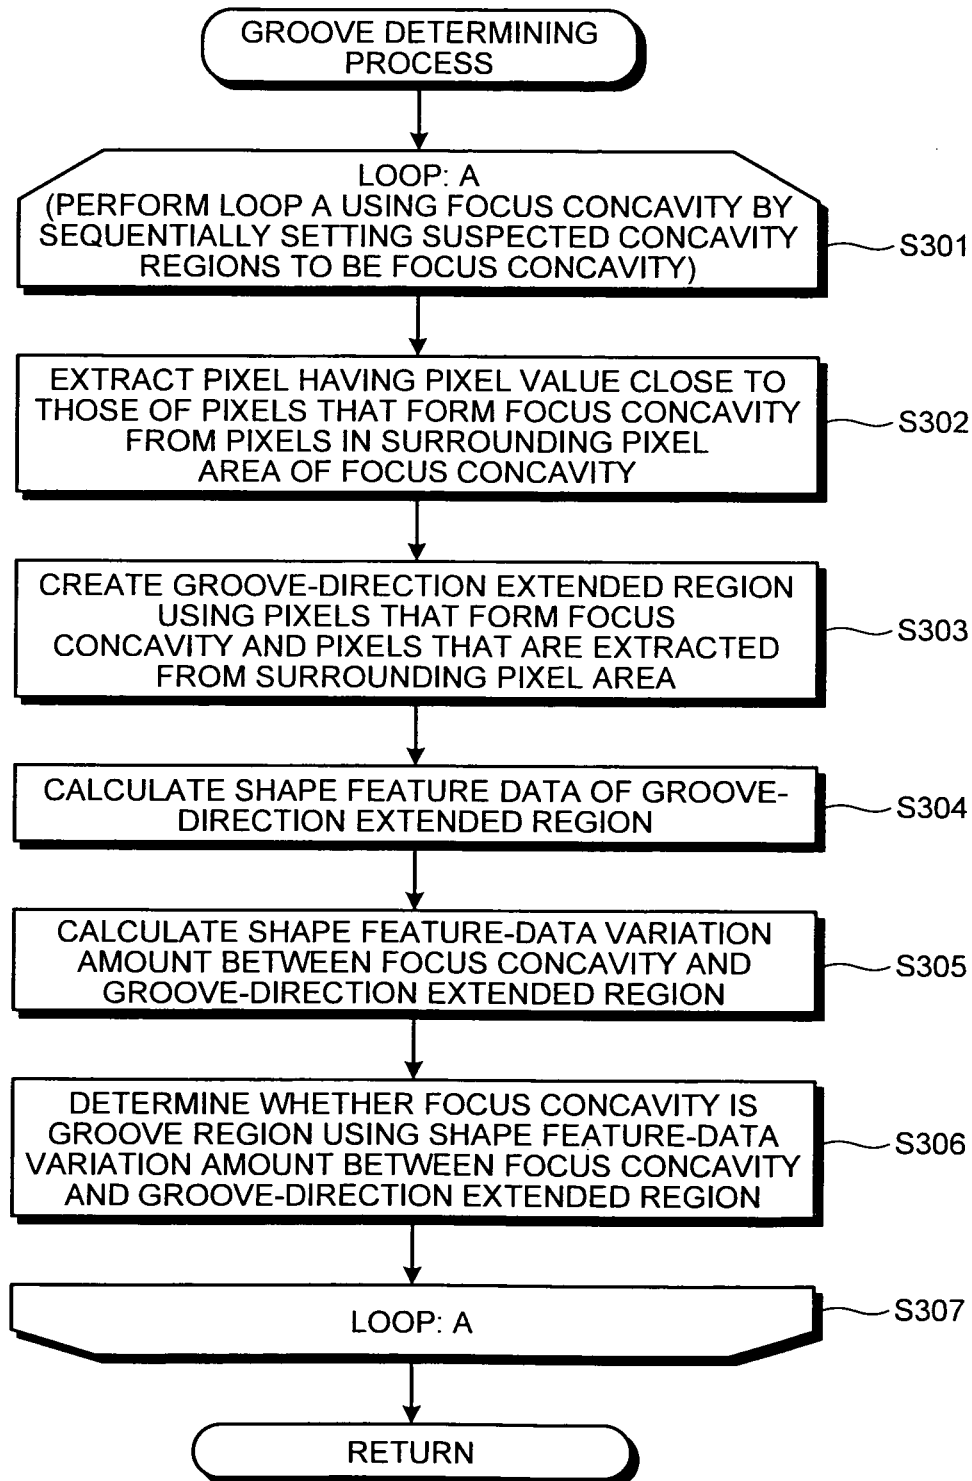 GROOVE DETERMINING
PROCESS
LOOP: A
(PERFORM LOOP A USING FOCUS CONCAVITY BY
SEQUENTIALLY SETTING SUSPECTED CONCAVITY
REGIONS TO BE FOCUS CONCAVITY)
S301
EXTRACT PIXEL HAVING PIXEL VALUE CLOSE TO
THOSE OF PIXELS THAT FORM FOCUS CONCAVITY
FROM PIXELS IN SURROUNDING PIXEL
AREA OF FOCUS CONCAVITY
S302
CREATE GROOVE-DIRECTION EXTENDED REGION
USING PIXELS THAT FORM FOCUS
CONCAVITY AND PIXELS THAT ARE EXTRACTED
FROM SURROUNDING PIXEL AREA
S303
CALCULATE SHAPE FEATURE DATA OF GROOVE-
DIRECTION EXTENDED REGION
S304
CALCULATE SHAPE FEATURE-DATA VARIATION
AMOUNT BETWEEN FOCUS CONCAVITY AND
GROOVE-DIRECTION EXTENDED REGION
S305
DETERMINE WHETHER FOCUS CONCAVITY IS
GROOVE REGION USING SHAPE FEATURE-DATA
VARIATION AMOUNT BETWEEN FOCUS CONCAVITY
AND GROOVE-DIRECTION EXTENDED REGION
S306
LOOP: A
S307
RETURN